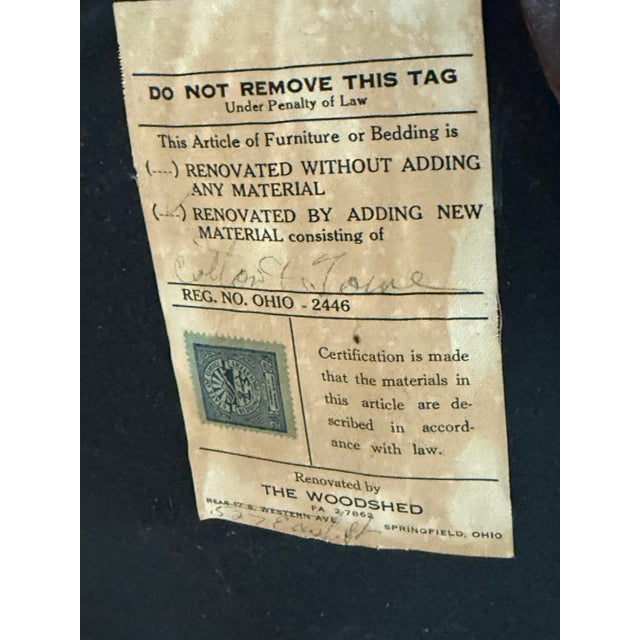 DO NOT REMOVE THIS TAG
Under Penalty of Law
This Article of Furniture or Bedding is
(....) RENOVATED WITHOUT ADDING
ANY MATERIAL
(....) RENOVATED BY ADDING NEW
MATERIAL consisting of
Cotton & Towe
REG. NO. OHIO - 2446
Certification is made
that the materials in
this article are de-
scribed in accord-
ance with law.
Renovated by
THE WOODSHED
FA 2-7862
REAR 17 S. WESTERN AVE.
SPRINGFIELD, OHIO